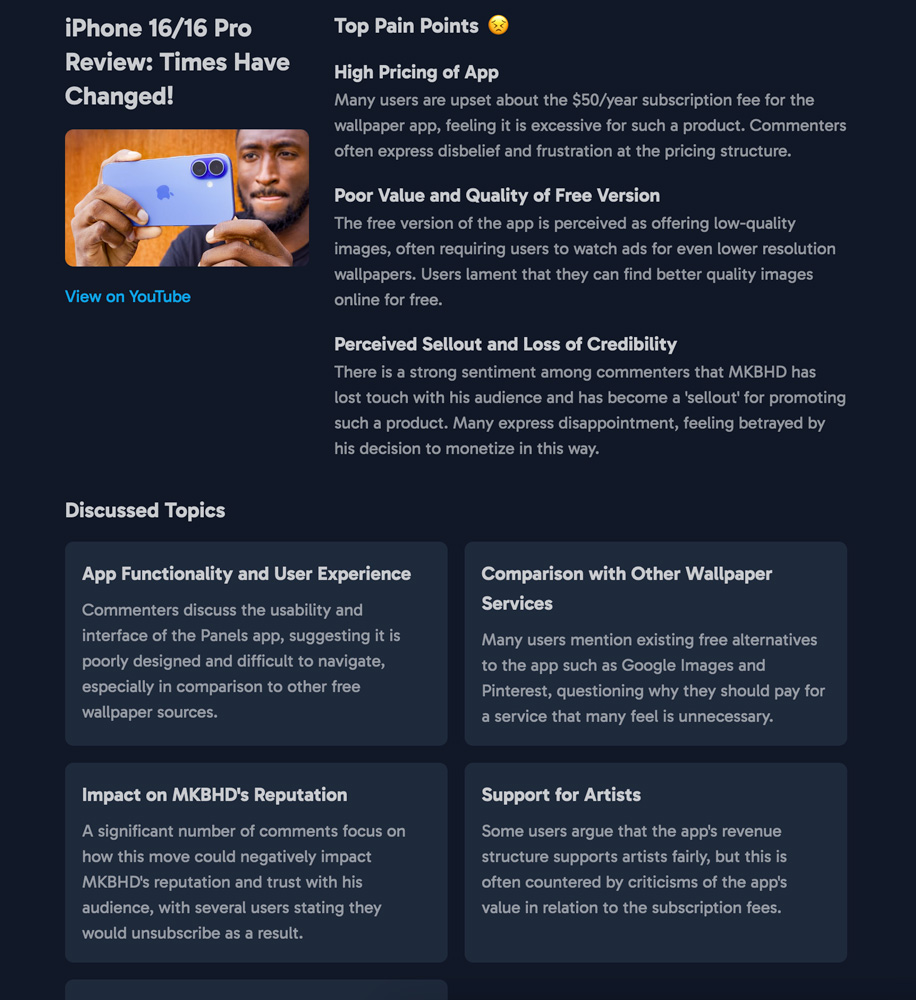 iPhone 16/16 Pro
Review: Times Have
Changed!
View on YouTube
Top Pain Points 😣
High Pricing of App
Many users are upset about the $50/year subscription fee for the
wallpaper app, feeling it is excessive for such a product. Commenters
often express disbelief and frustration at the pricing structure.
Poor Value and Quality of Free Version
The free version of the app is perceived as offering low-quality
images, often requiring users to watch ads for even lower resolution
wallpapers. Users lament that they can find better quality images
online for free.
Perceived Sellout and Loss of Credibility
There is a strong sentiment among commenters that MKBHD has
lost touch with his audience and has become a 'sellout' for promoting
such a product. Many express disappointment, feeling betrayed by
his decision to monetize in this way.
Discussed Topics
App Functionality and User Experience
Commenters discuss the usability and
interface of the Panels app, suggesting it is
poorly designed and difficult to navigate,
especially in comparison to other free
wallpaper sources.
Comparison with Other Wallpaper
Services
Many users mention existing free alternatives
to the app such as Google Images and
Pinterest, questioning why they should pay for
a service that many feel is unnecessary.
Impact on MKBHD's Reputation
A significant number of comments focus on
how this move could negatively impact
MKBHD's reputation and trust with his
audience, with several users stating they
would unsubscribe as a result.
Support for Artists
Some users argue that the app's revenue
structure supports artists fairly, but this is
often countered by criticisms of the app's
value in relation to the subscription fees.